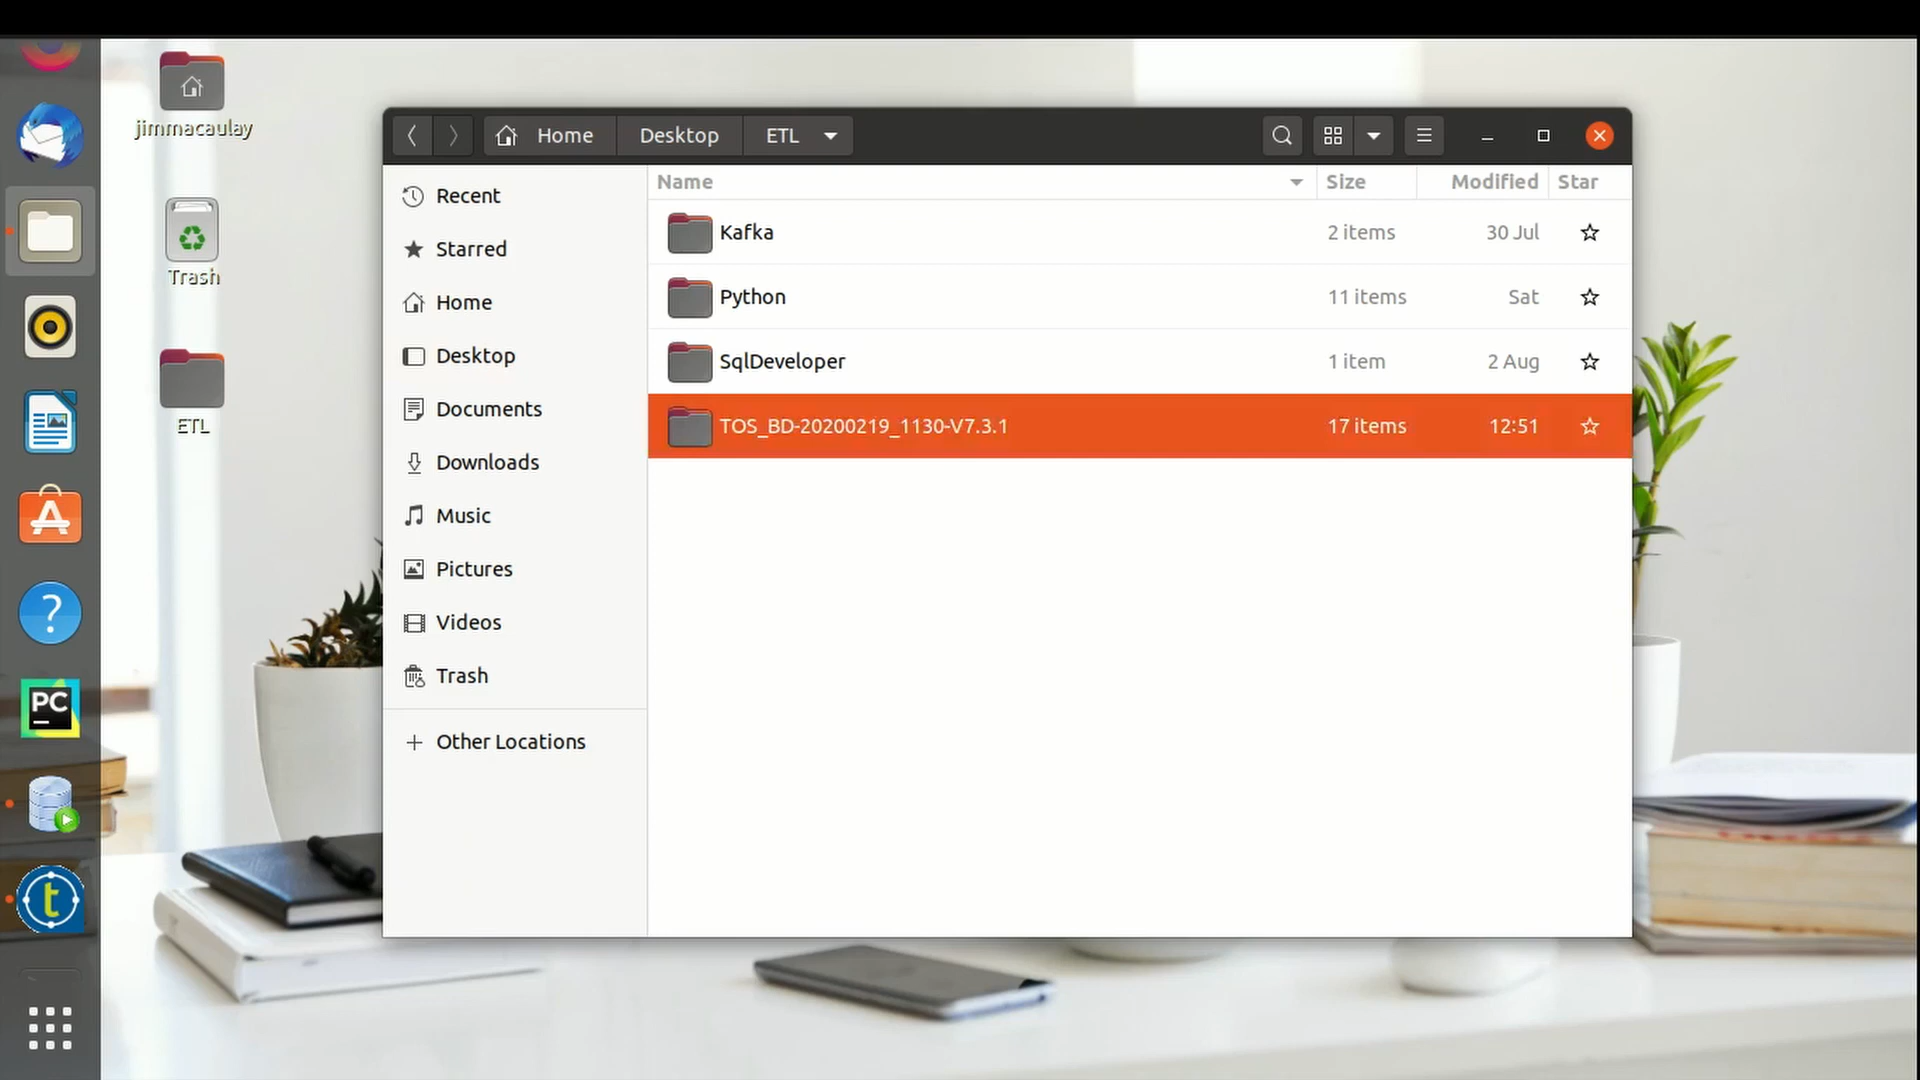 jimmacaulay
Trash
ETL
Home Desktop ETL
Recent
Starred
Home
Desktop
Documents
Downloads
Music
Pictures
Videos
Trash
Other Locations
Name Size Modified Star
Kafka 2 items 30 Jul
Python 11 items Sat
SqlDeveloper 1 item 2 Aug
TOS_BD-20200219_1130-V7.3.1 17 items 12:51
PC
t